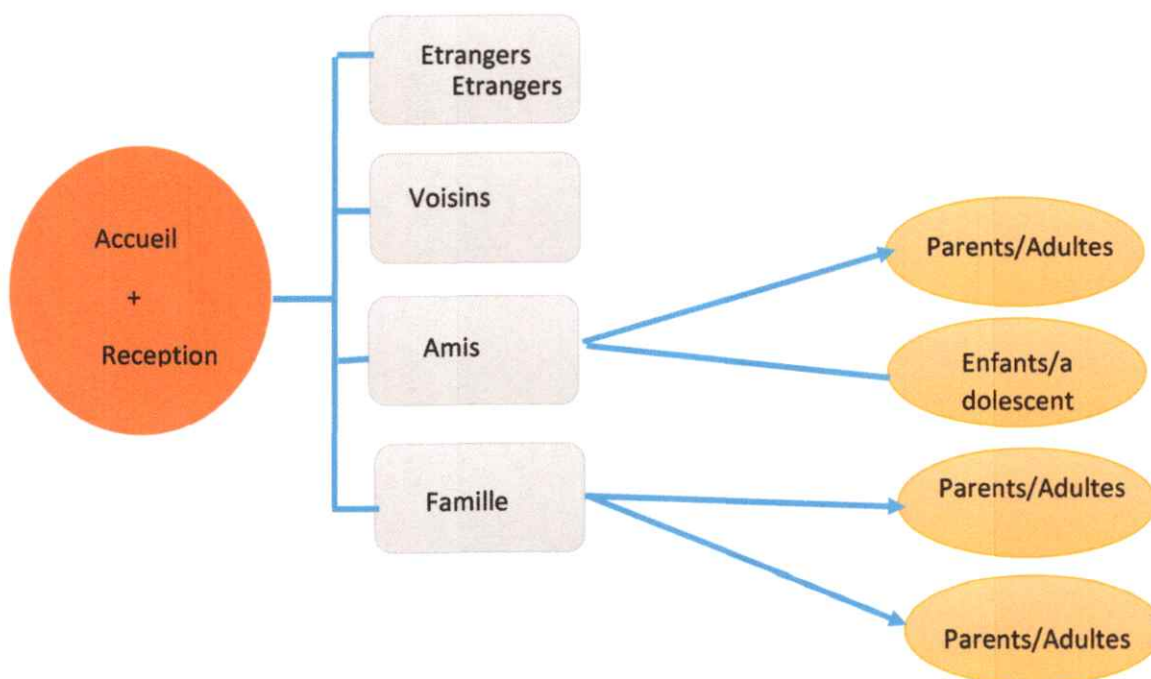 Etrangers
Etrangers
Voisins
Accueil
+
Reception
Amis
Famille
Parents/Adultes
Enfants/a
dolescent
Parents/Adultes
Parents/Adultes